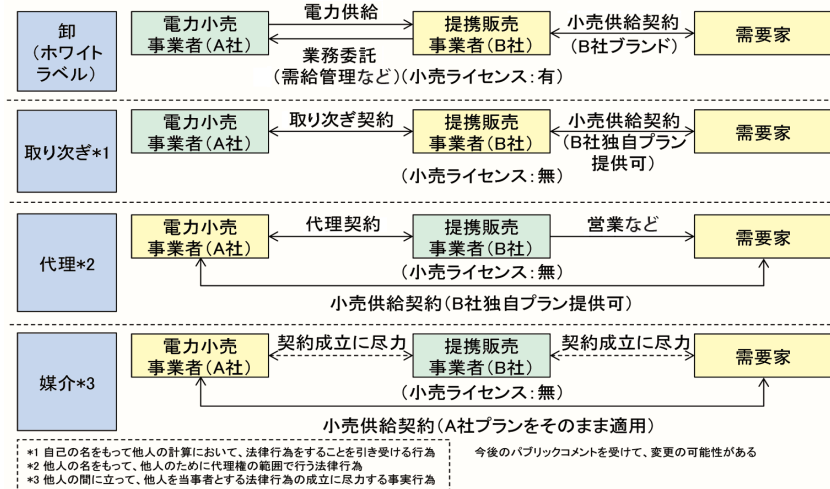 卸
(ホワイト
ラベル)
電力小売
事業者(A社)
電力供給
業務委託
(需給管理など)
提携販売
事業者(B社)
(小売ライセンス:有)
小売供給契約
(B社ブランド)
需要家
取り次ぎ*1
電力小売
事業者(A社)
取り次ぎ契約
提携販売
事業者(B社)
(小売ライセンス:無)
小売供給契約
(B社独自プラン
提供可)
需要家
代理*2
電力小売
事業者(A社)
代理契約
提携販売
事業者(B社)
(小売ライセンス:無)
営業など
需要家
小売供給契約(B社独自プラン提供可)
媒介*3
電力小売
事業者(A社)
契約成立に尽力
提携販売
事業者(B社)
(小売ライセンス:無)
契約成立に尽力
需要家
小売供給契約(A社プランをそのまま適用)
*1 自己の名をもって他人の計算において、法律行為をすることを引き受ける行為
*2 他人の名をもって、他人のために代理権の範囲で行う法律行為
*3 他人の間に立って、他人を当事者とする法律行為の成立に尽力する事実行為
今後のパブリックコメントを受けて、変更の可能性がある